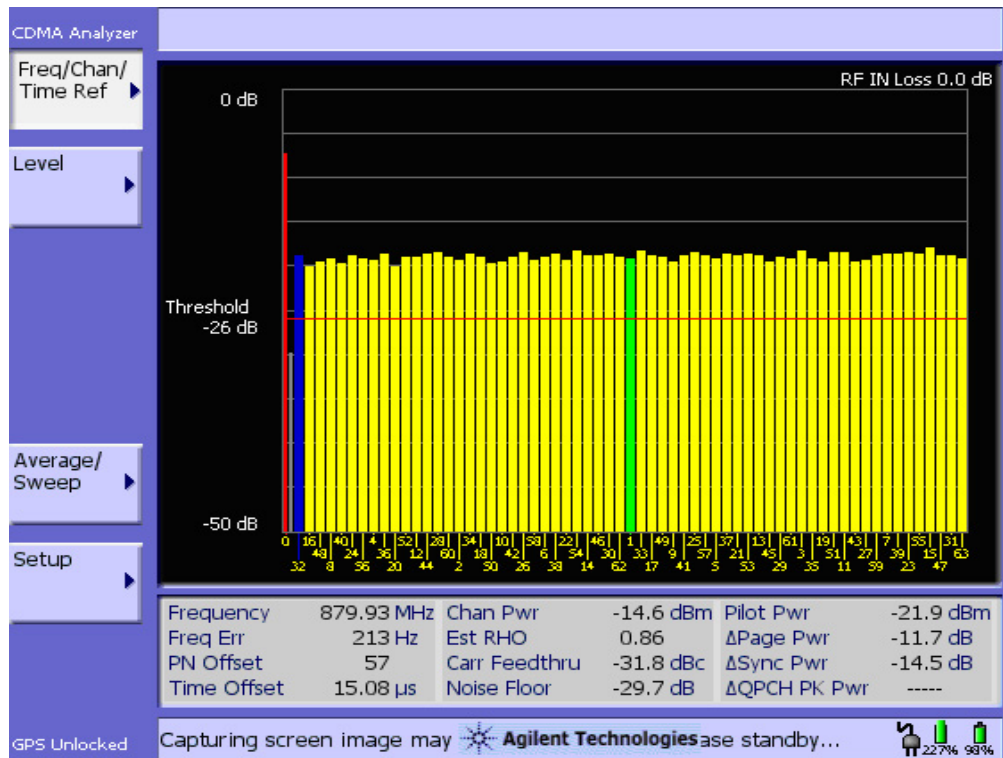 CDMA Analyzer
Freq/Chan/
Time Ref
Level
Average/
Sweep
Setup
GPS Unlocked
RF IN Loss 0.0 dB
0 dB
Threshold
-26 dB
-50 dB
0 16 40 4 52 28 34 10 58 22 46 1 49 25 37 13 61 19 43 7 55 31
48 24 36 12 60 18 42 6 54 30 33 9 57 21 45 3 51 27 39 15 63
32 8 56 20 44 2 50 26 38 14 62 17 41 5 53 29 35 11 59 23 47
Frequency 879.93 MHz Chan Pwr -14.6 dBm Pilot Pwr -21.9 dBm
Freq Err 213 Hz Est RHO 0.86 ΔPage Pwr -11.7 dB
PN Offset 57 Carr Feedthru -31.8 dBc ΔSync Pwr -14.5 dB
Time Offset 15.08 µs Noise Floor -29.7 dB ΔQPCH PK Pwr -----
Capturing screen image may Agilent Technologies ase standby...
227% 98%